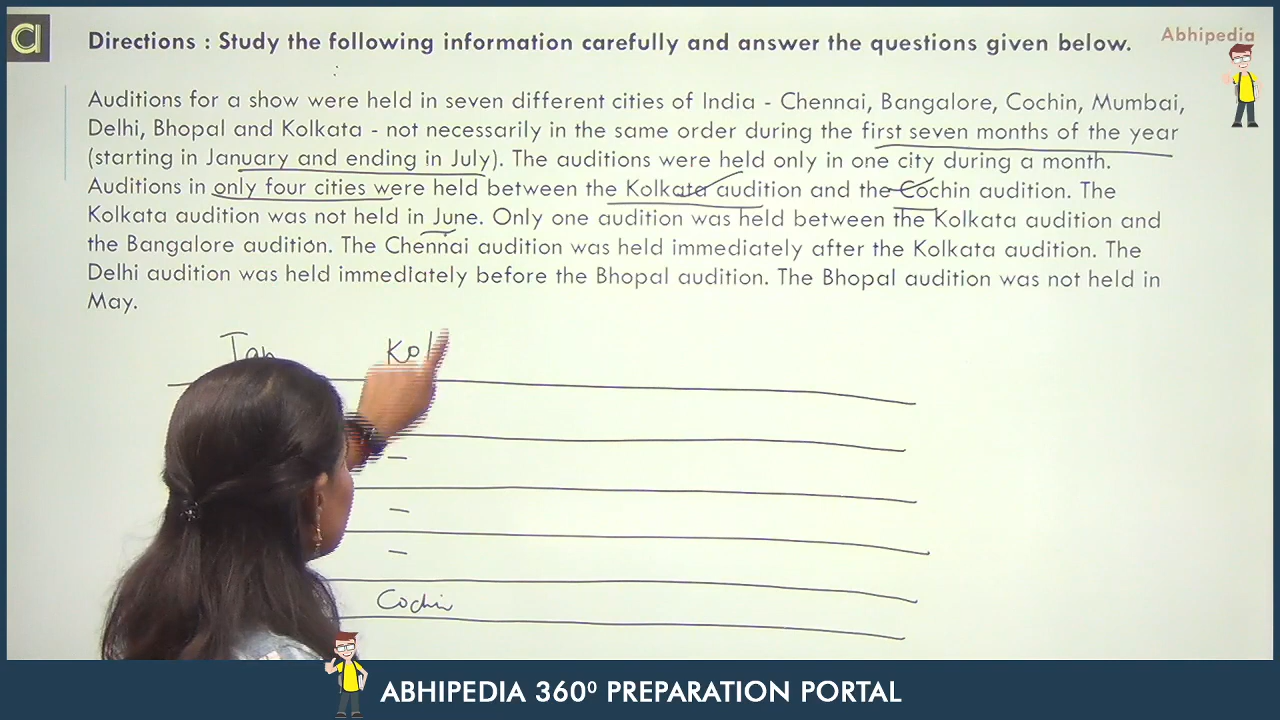 a
Abhipedia
Directions : Study the following information carefully and answer the questions given below.
Auditions for a show were held in seven different cities of India - Chennai, Bangalore, Cochin, Mumbai,
Delhi, Bhopal and Kolkata - not necessarily in the same order during the first seven months of the year
(starting in January and ending in July). The auditions were held only in one city during a month.
Auditions in only four cities were held between the Kolkata audition and the Cochin audition. The
Kolkata audition was not held in June. Only one audition was held between the Kolkata audition and
the Bangalore audition. The Chennai audition was held immediately after the Kolkata audition. The
Delhi audition was held immediately before the Bhopal audition. The Bhopal audition was not held in
May.
Jan Kol
–
–
–
Cochin
ABHIPEDIA 360⁰ PREPARATION PORTAL